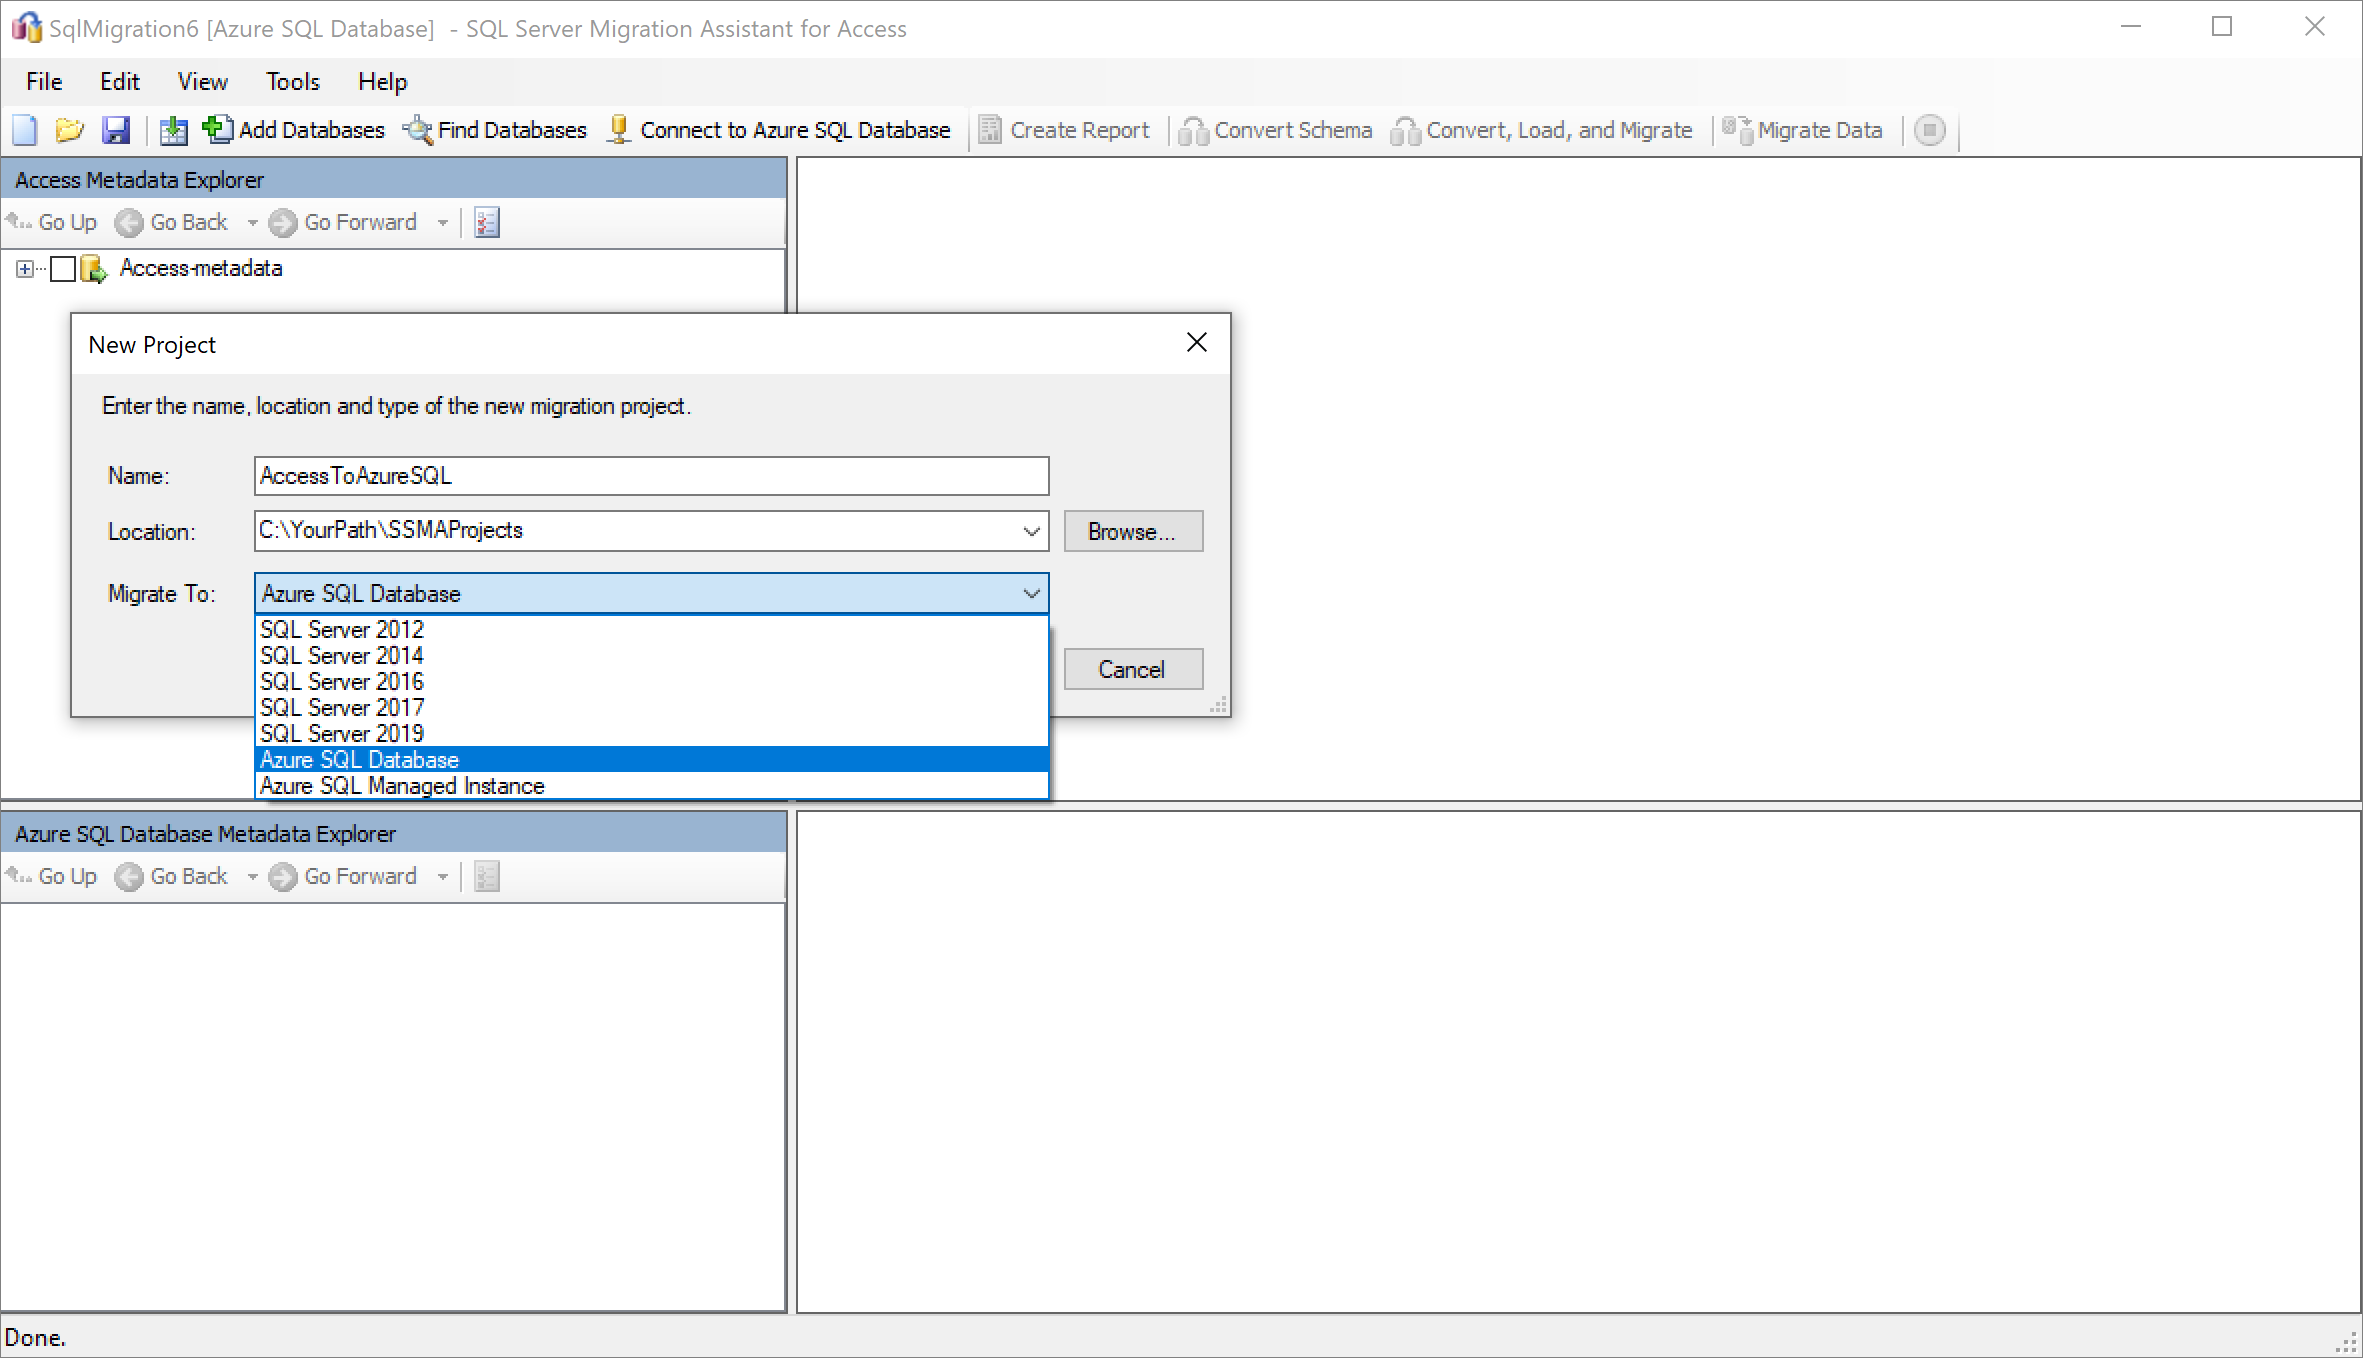 SqlMigration6 [Azure SQL Database]  - SQL Server Migration Assistant for Access
File Edit View Tools Help
Add Databases Find Databases Connect to Azure SQL Database Create Report Convert Schema Convert, Load, and Migrate Migrate Data
Access Metadata Explorer
Go Up Go Back Go Forward
Access-metadata
New Project
Enter the name, location and type of the new migration project.
Name: AccessToAzureSQL
Location: C:\YourPath\SSMAProjects Browse...
Migrate To: Azure SQL Database
SQL Server 2012
SQL Server 2014
SQL Server 2016
SQL Server 2017
SQL Server 2019
Azure SQL Database
Azure SQL Managed Instance
Cancel
Azure SQL Database Metadata Explorer
Go Up Go Back Go Forward
Done.